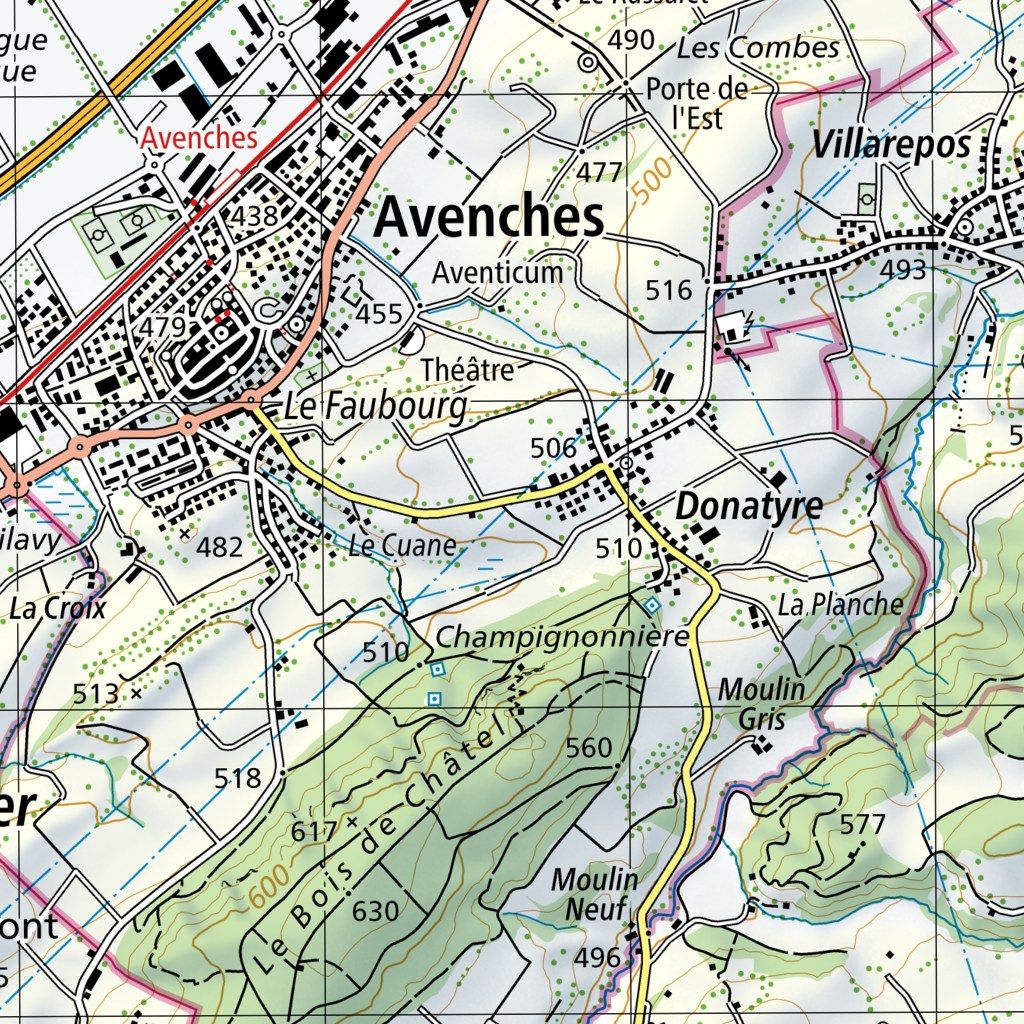 490
Les Combes
Porte de
l'Est
Avenches
Villarepos
477
500
438
Avenches
Aventicum
493
516
455
479
Théâtre
Le Faubourg
506
Donatyre
482
Le Cuane
510
La Croix
La Planche
Champignonnière
510
513
Moulin
Gris
560
518
617
577
Le Bois de Châtel
600
630
Moulin
Neuf
496